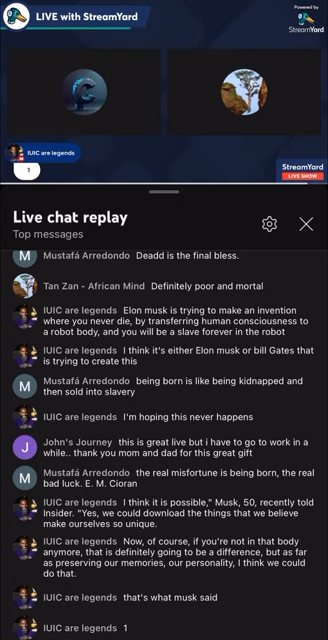 LIVE with StreamYard
Powered by
StreamYard
IUIC are legends
1
StreamYard
LIVE SHOW
Live chat replay
Top messages
M Mustafá Arredondo Deadd is the final bless.
Tan Zan - African Mind Definitely poor and mortal
IUIC are legends Elon musk is trying to make an invention
where you never die, by transferring human consciousness to
a robot body, and you will be a slave forever in the robot
IUIC are legends I think it's either Elon musk or bill Gates that
is trying to create this
M Mustafá Arredondo being born is like being kidnapped and
then sold into slavery
IUIC are legends I'm hoping this never happens
J John's Journey this is great live but i have to go to work in a
while.. thank you mom and dad for this great gift
M Mustafá Arredondo the real misfortune is being born, the real
bad luck. E. M. Cioran
IUIC are legends I think it is possible," Musk, 50, recently told
Insider. "Yes, we could download the things that we believe
make ourselves so unique.
IUIC are legends Now, of course, if you're not in that body
anymore, that is definitely going to be a difference, but as far
as preserving our memories, our personality, I think we could
do that.
IUIC are legends that's what musk said
IUIC are legends 1